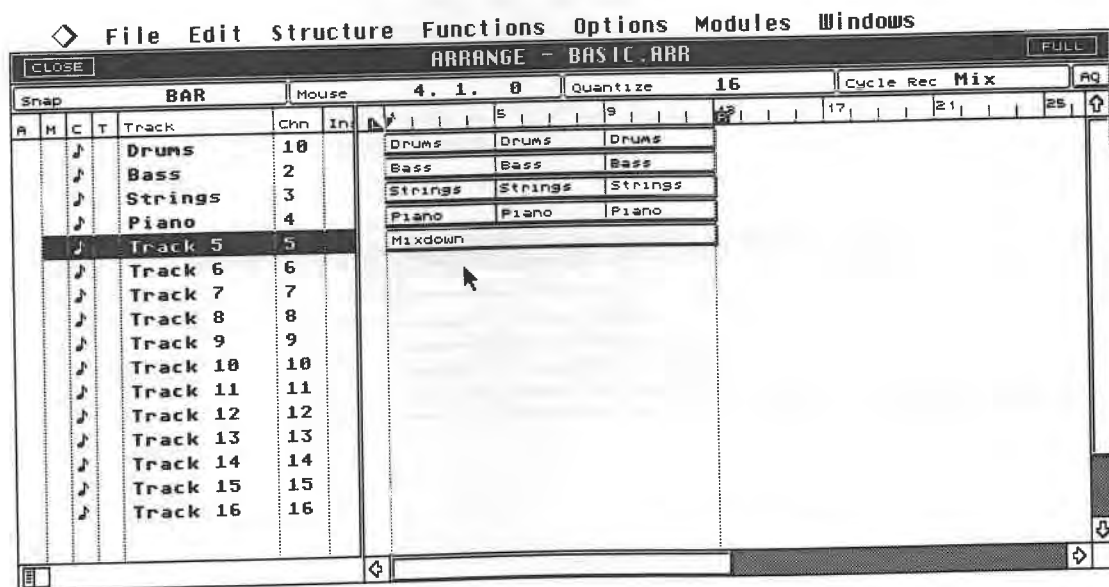 File Edit Structure Functions Options Modules Windows
CLOSE ARRANGE - BASIC.ARR FULL
Snap BAR Mouse 4. 1. 0 Quantize 16 Cycle Rec Mix AQ
A M C T Track Chn In 5 9 17 21 25
Drums 10 Drums Drums Drums
Bass 2 Bass Bass Bass
Strings 3 Strings Strings Strings
Piano 4 Piano Piano Piano
Track 5 5 Mixdown
Track 6 6
Track 7 7
Track 8 8
Track 9 9
Track 10 10
Track 11 11
Track 12 12
Track 13 13
Track 14 14
Track 15 15
Track 16 16